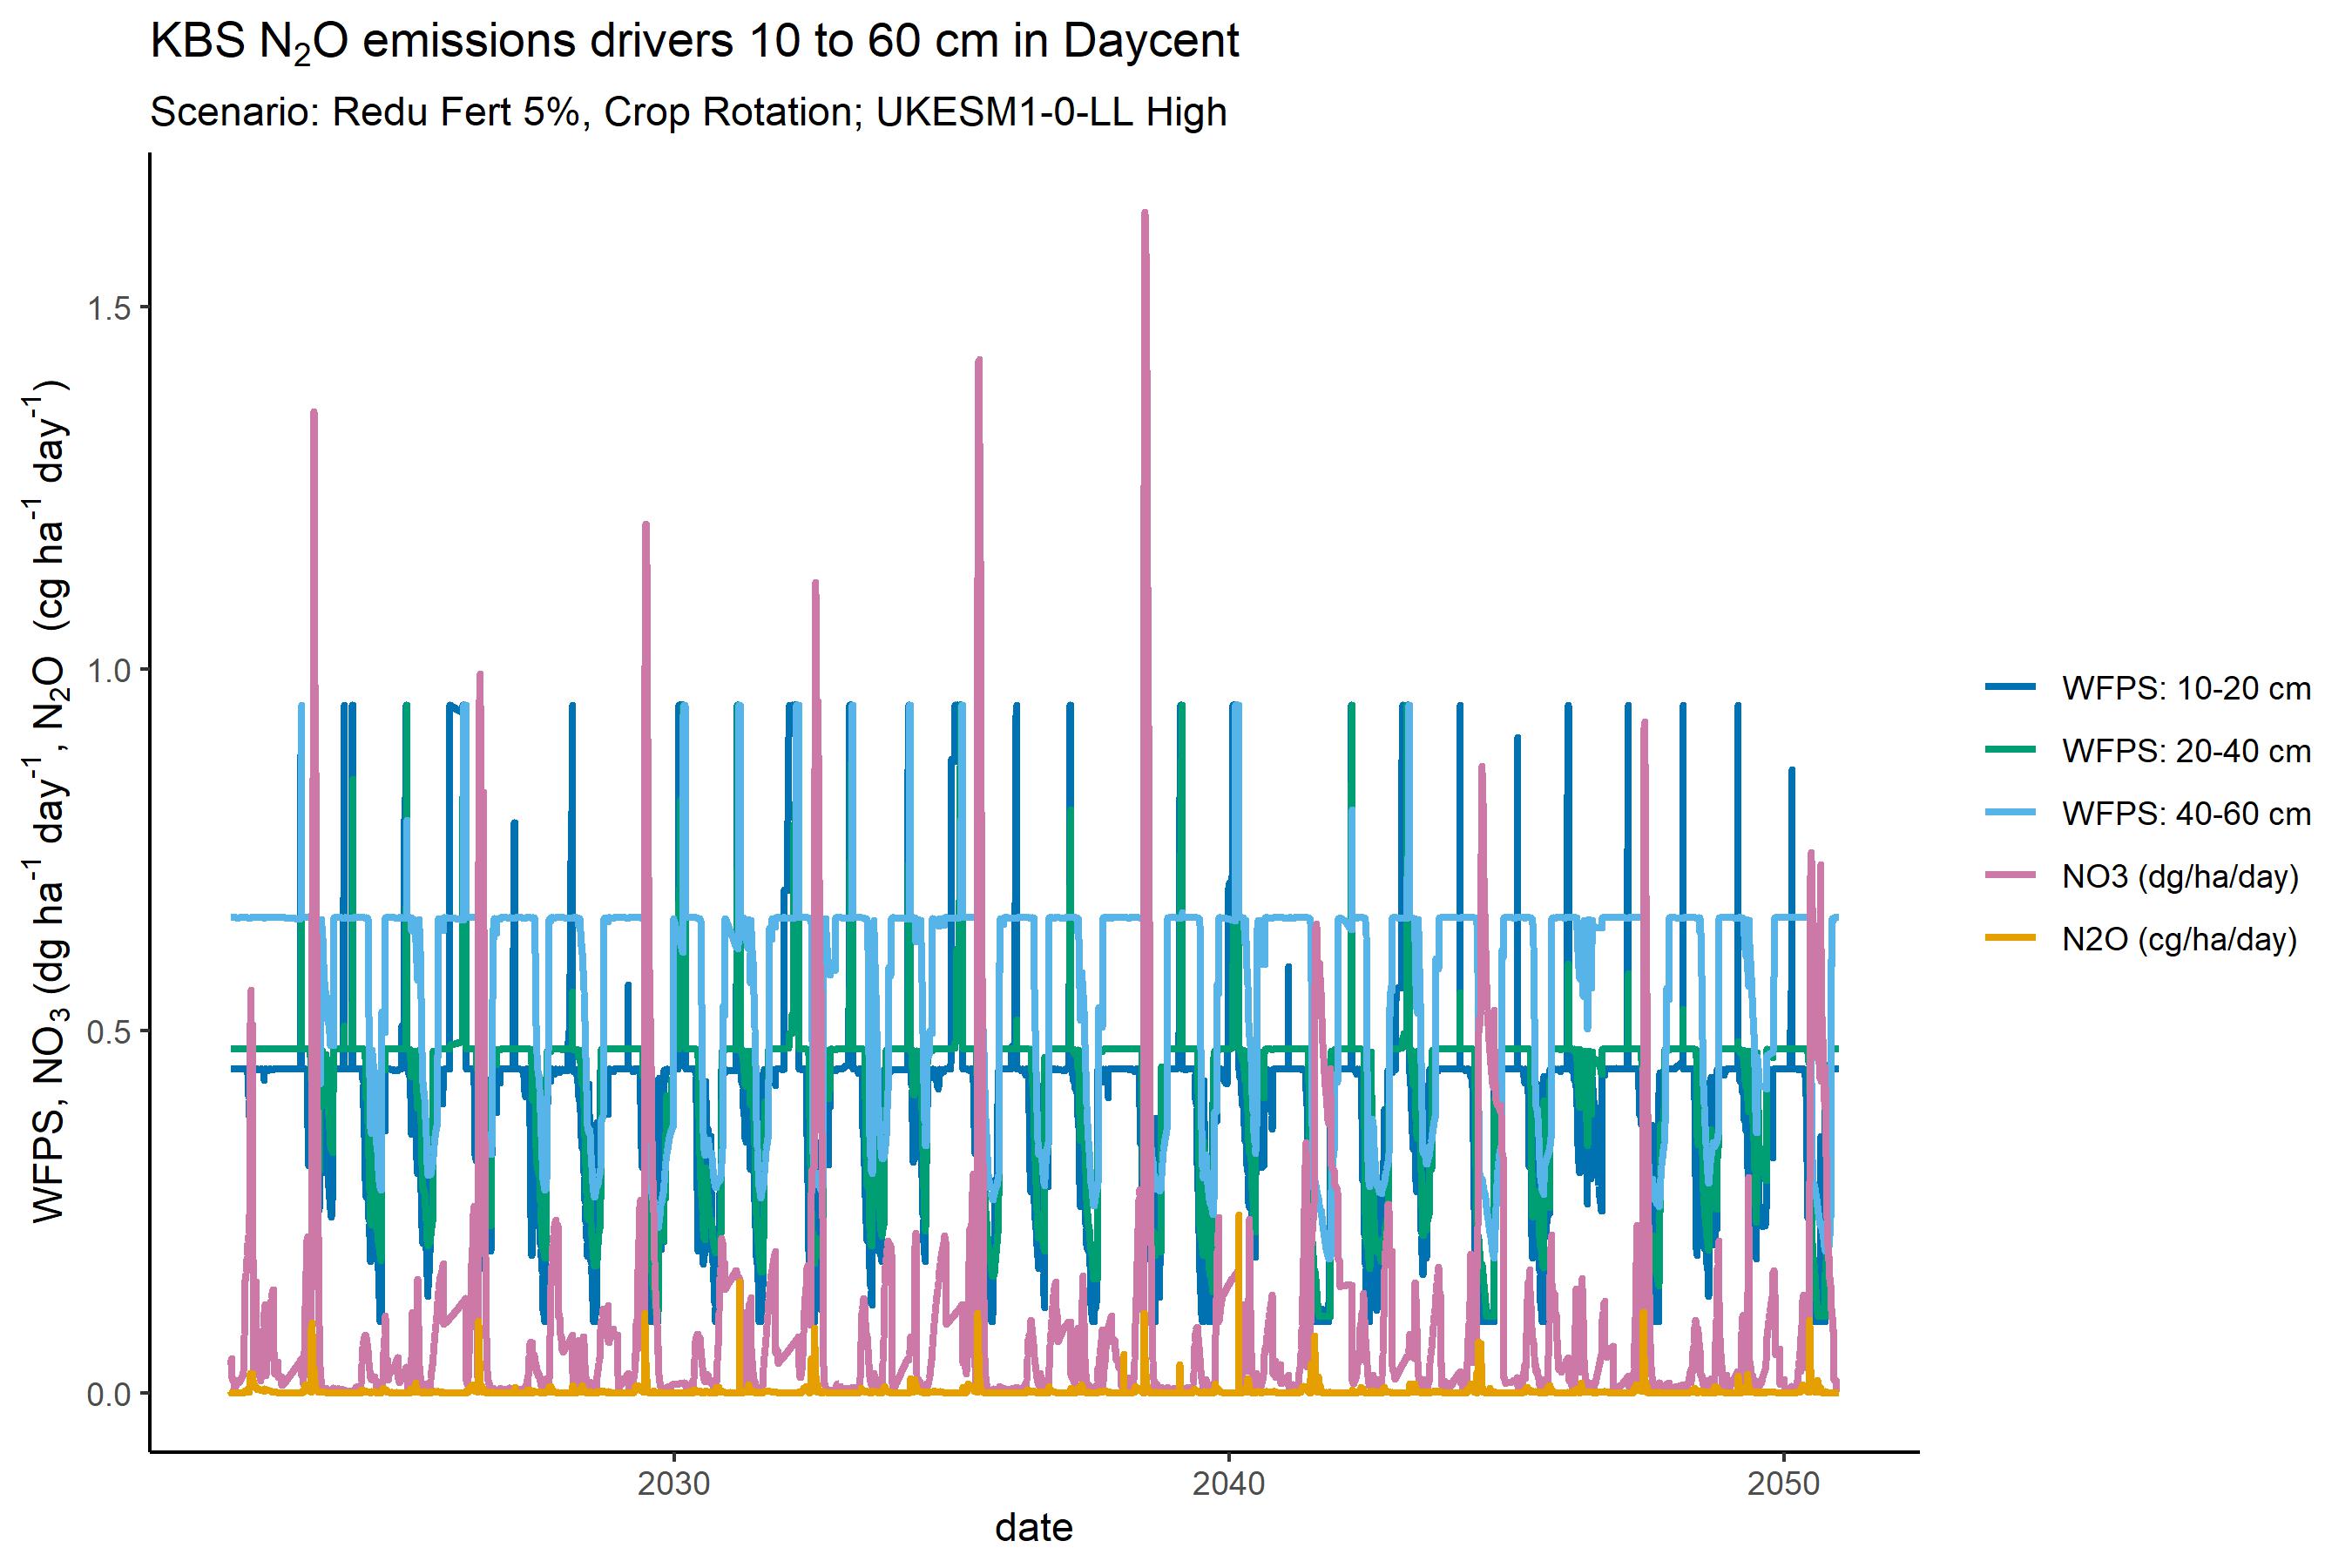 KBS N₂O emissions drivers 10 to 60 cm in Daycent
Scenario: Redu Fert 5%, Crop Rotation; UKESM1-0-LL High
WFPS, NO₃ (dg ha⁻¹ day⁻¹, N₂O (cg ha⁻¹ day⁻¹)
1.5
1.0
0.5
0.0
2030 2040 2050
date
WFPS: 10-20 cm
WFPS: 20-40 cm
WFPS: 40-60 cm
NO3 (dg/ha/day)
N2O (cg/ha/day)